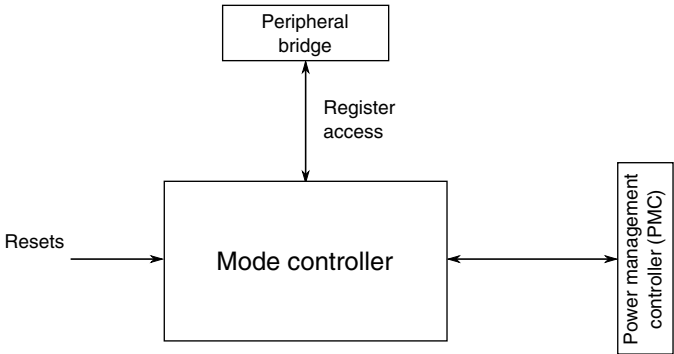 Peripheral
bridge
Register
access
Resets
Mode controller
Power management
controller (PMC)